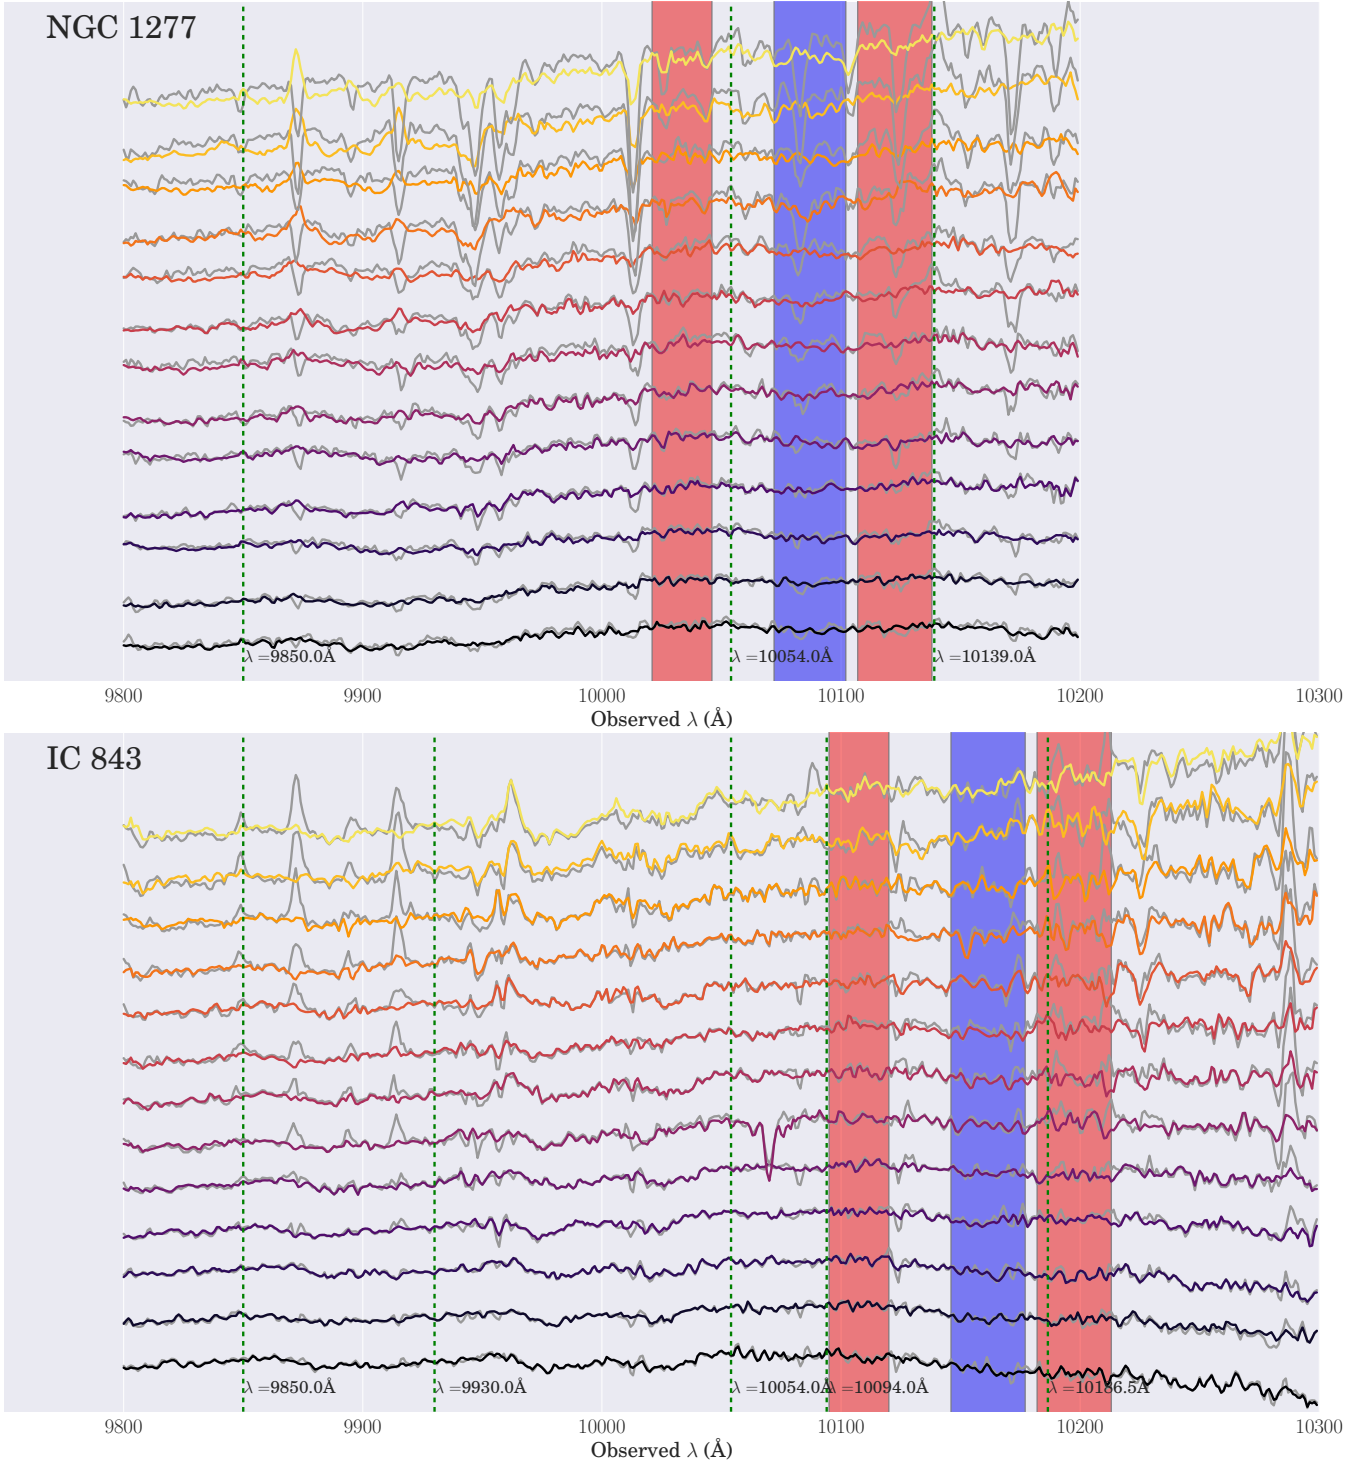 NGC 1277
λ =9850.0Å
λ =10054.0Å
λ =10139.0Å
9800 9900 10000 10100 10200 10300
Observed λ (Å)
IC 843
λ =9850.0Å
λ =9930.0Å
λ =10054.0Å
λ =10094.0Å
λ =10186.5Å
9800 9900 10000 10100 10200 10300
Observed λ (Å)